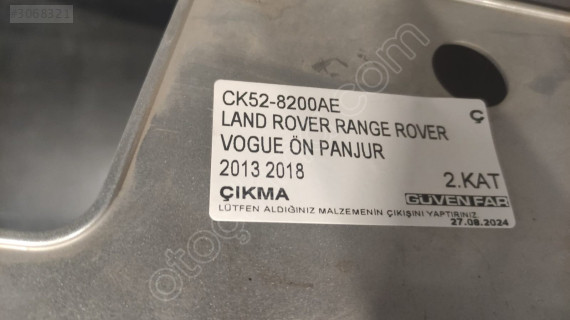 #3068321
CK52-8200AE
Ç
LAND ROVER RANGE ROVER
VOGUE ÖN PANJUR
2013 2018
2.KAT
ÇIKMA
GÜVEN FAR
LÜTFEN ALDIĞINIZ MALZEMENİN ÇIKIŞINI YAPTIRINIZ
27.08.2024